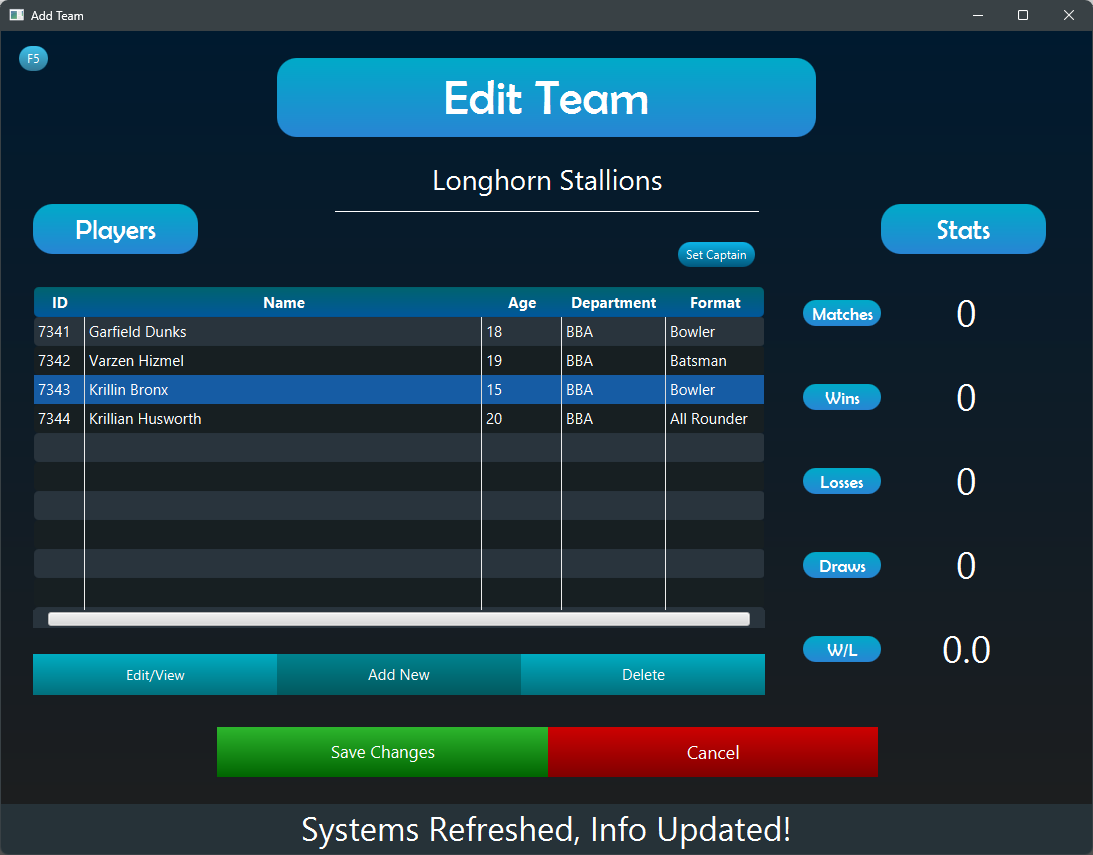 Add Team
F5
Edit Team
Longhorn Stallions
Players
Stats
Set Captain
ID Name Age Department Format
7341 Garfield Dunks 18 BBA Bowler
7342 Varzen Hizmel 19 BBA Batsman
7343 Krillin Bronx 15 BBA Bowler
7344 Krillian Husworth 20 BBA All Rounder
Matches 0
Wins 0
Losses 0
Draws 0
W/L 0.0
Edit/View Add New Delete
Save Changes Cancel
Systems Refreshed, Info Updated!